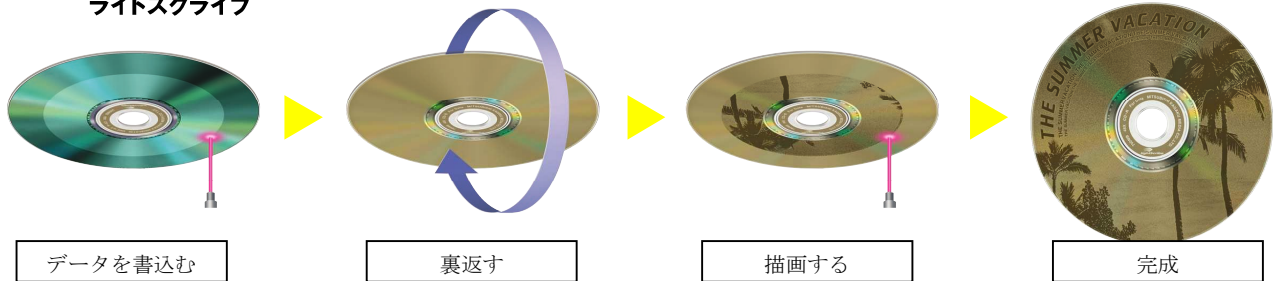 ライトスクライブ
データを書込む
裏返す
描画する
完成
THE SUMMER VACATION